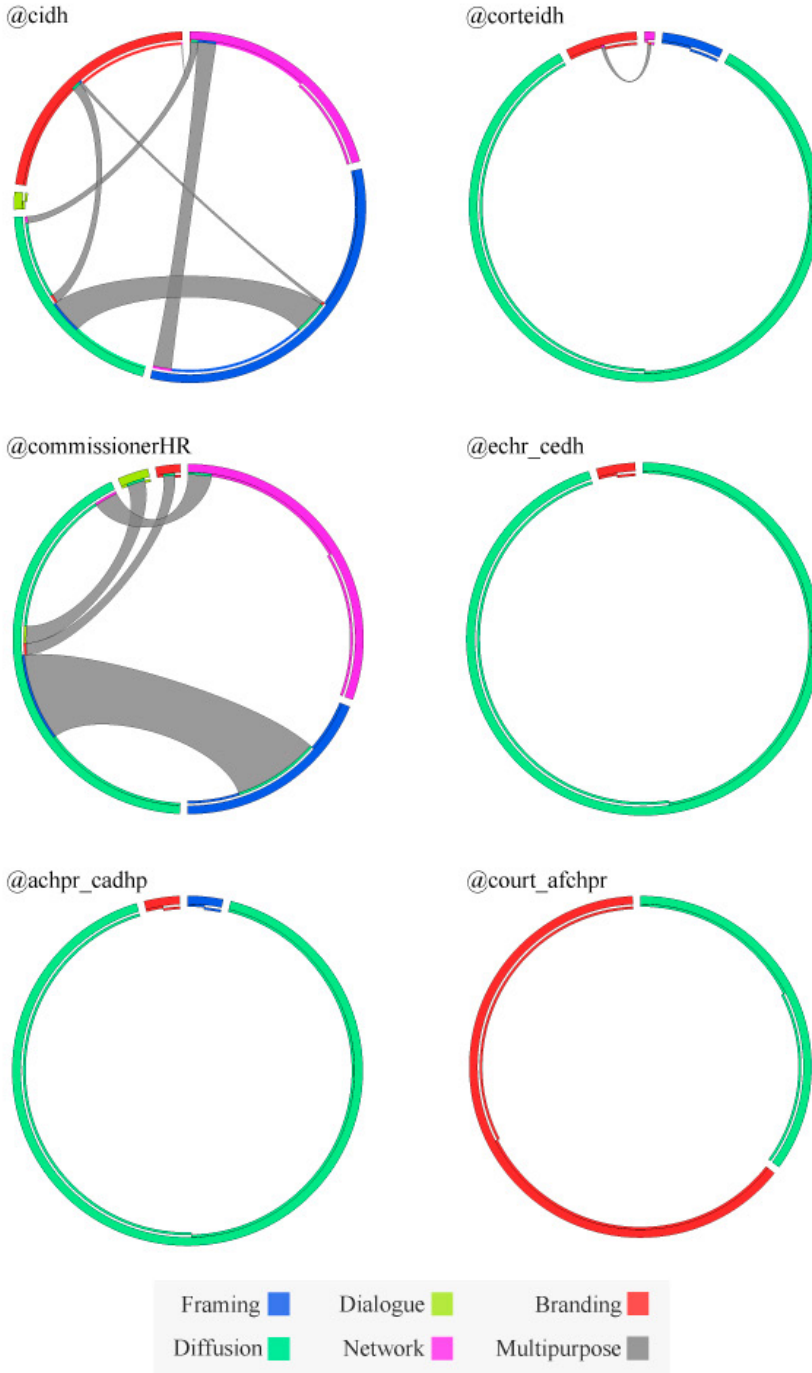 @cidh
@corteidh
@commissionerHR
@echr_cedh
@achpr_cadhp
@court_afchpr
Framing
Dialogue
Branding
Diffusion
Network
Multipurpose